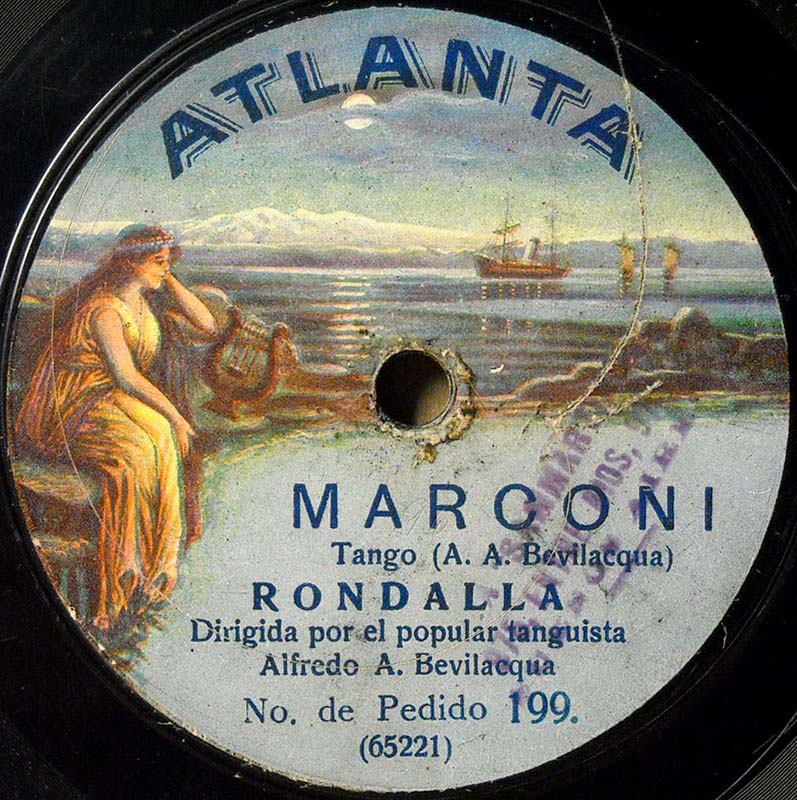 ATLANTA
MARCONI
Tango (A. A. Bevilacqua)
RONDALLA
Dirigida por el popular tanguista
Alfredo A. Bevilacqua
No. de Pedido 199.
(65221)